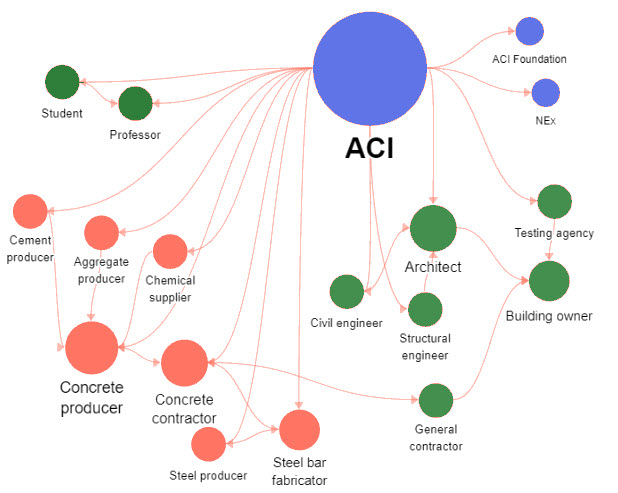 ACI
ACI Foundation
NEx
Student
Professor
Cement
producer
Aggregate
producer
Chemical
supplier
Architect
Testing agency
Civil engineer
Structural
engineer
Building owner
Concrete
producer
Concrete
contractor
General
contractor
Steel producer
Steel bar
fabricator